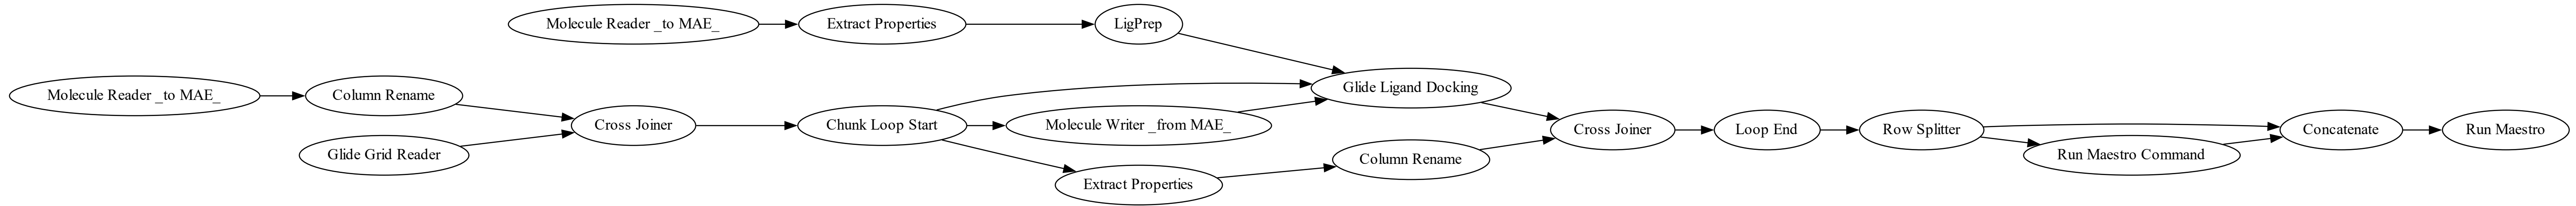 Molecule Reader _to MAE_
Extract Properties
LigPrep
Molecule Reader _to MAE_
Column Rename
Glide Ligand Docking
Cross Joiner
Chunk Loop Start
Molecule Writer _from MAE_
Glide Grid Reader
Column Rename
Extract Properties
Cross Joiner
Loop End
Row Splitter
Run Maestro Command
Concatenate
Run Maestro